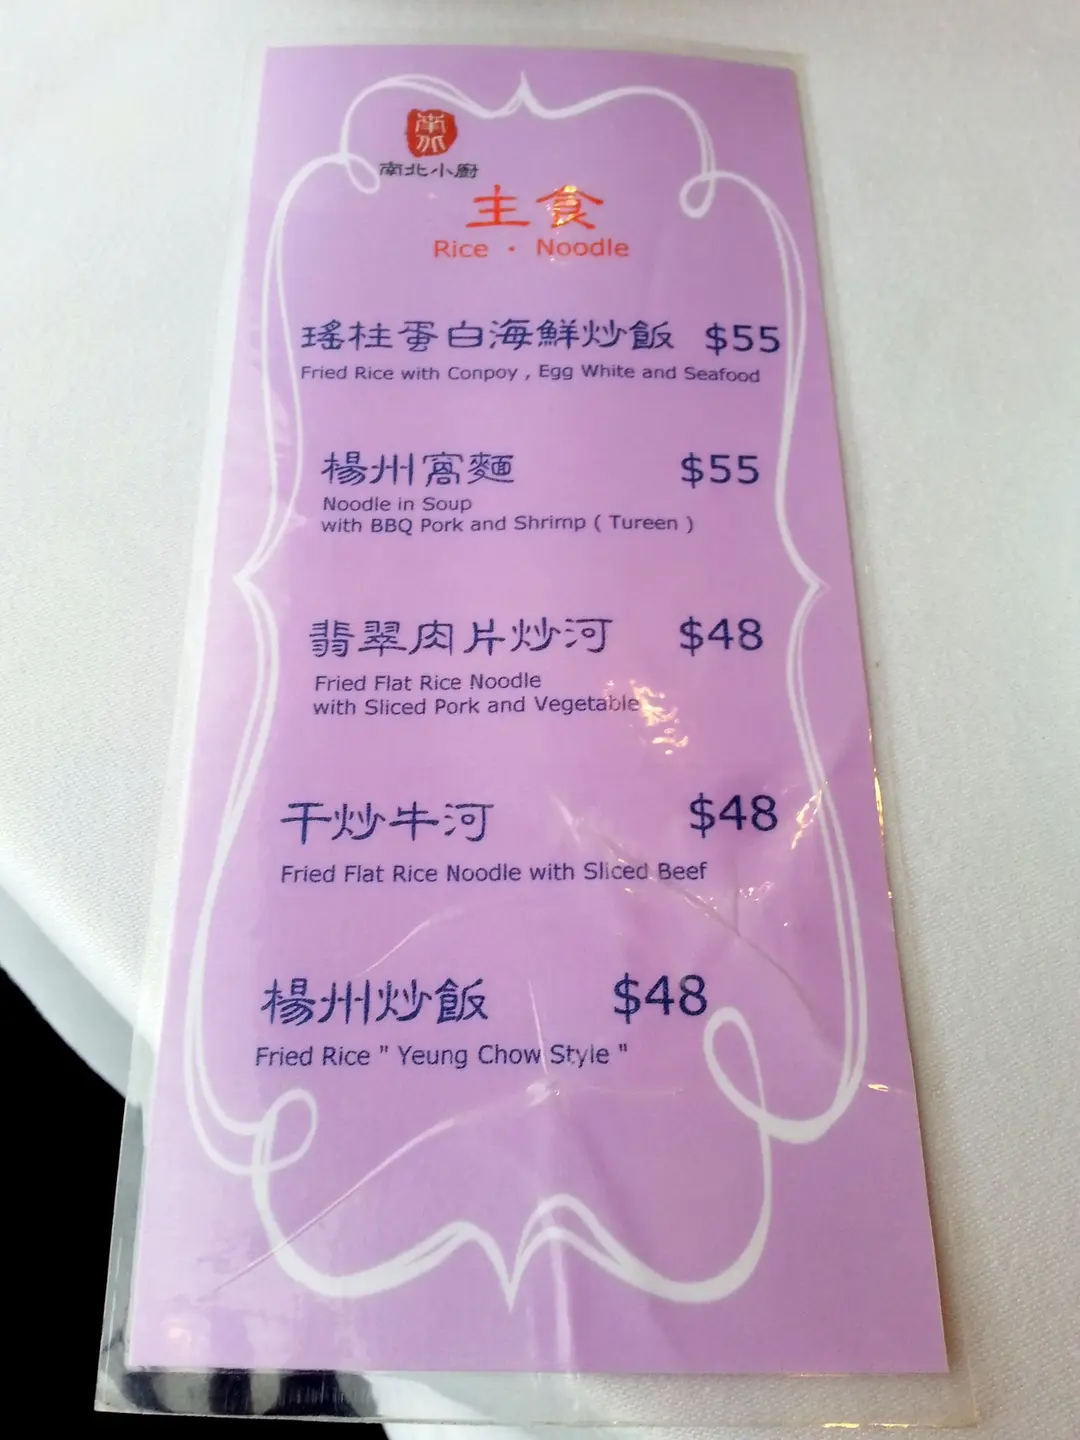 南北
南北小廚
主食
Rice · Noodle
瑤柱蛋白海鮮炒飯 $55
Fried Rice with Conpoy , Egg White and Seafood
楊州窩麵 $55
Noodle in Soup
with BBQ Pork and Shrimp ( Tureen )
翡翠肉片炒河 $48
Fried Flat Rice Noodle
with Sliced Pork and Vegetable
干炒牛河 $48
Fried Flat Rice Noodle with Sliced Beef
楊州炒飯 $48
Fried Rice " Yeung Chow Style "